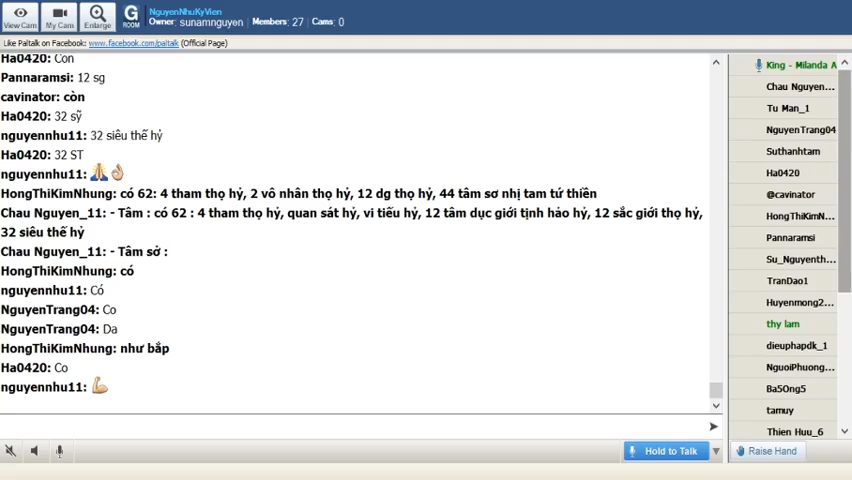 View Cam
My Cam
Enlarge
G ROOM
NguyenNhuKyVien
Owner: sunamnguyen Members: 27 Cams: 0
Like Paltalk on Facebook: www.facebook.com/paltalk (Official Page)
Ha0420: Con
Pannaramsi: 12 sg
cavinator: còn
Ha0420: 32 sỹ
nguyennhu11: 32 siêu thế hỷ
Ha0420: 32 ST
nguyennhu11: 🙏👌
HongThiKimNhung: có 62: 4 tham thọ hỷ, 2 vô nhân thọ hỷ, 12 dg thọ hỷ, 44 tâm sơ nhị tam tứ thiền
Chau Nguyen_11: - Tâm : có 62 : 4 tham thọ hỷ, quan sát hỷ, vi tiếu hỷ, 12 tâm dục giới tịnh hảo hỷ, 12 sắc giới thọ hỷ,
32 siêu thế hỷ
Chau Nguyen_11: - Tâm sở :
HongThiKimNhung: có
nguyennhu11: Có
NguyenTrang04: Co
NguyenTrang04: Da
HongThiKimNhung: như bắp
Ha0420: Co
nguyennhu11: 💪
Hold to Talk
King - Milanda A
Chau Nguyen...
Tu Man_1
NguyenTrang04
Suthanhtam
Ha0420
@cavinator
HongThiKimN...
Pannaramsi
Su_Nguyenth...
TranDao1
Huyenmong2...
thy lam
dieuphapdk_1
NguoiPhuong...
Ba5Ong5
tamuy
Thien Huu_6
Raise Hand